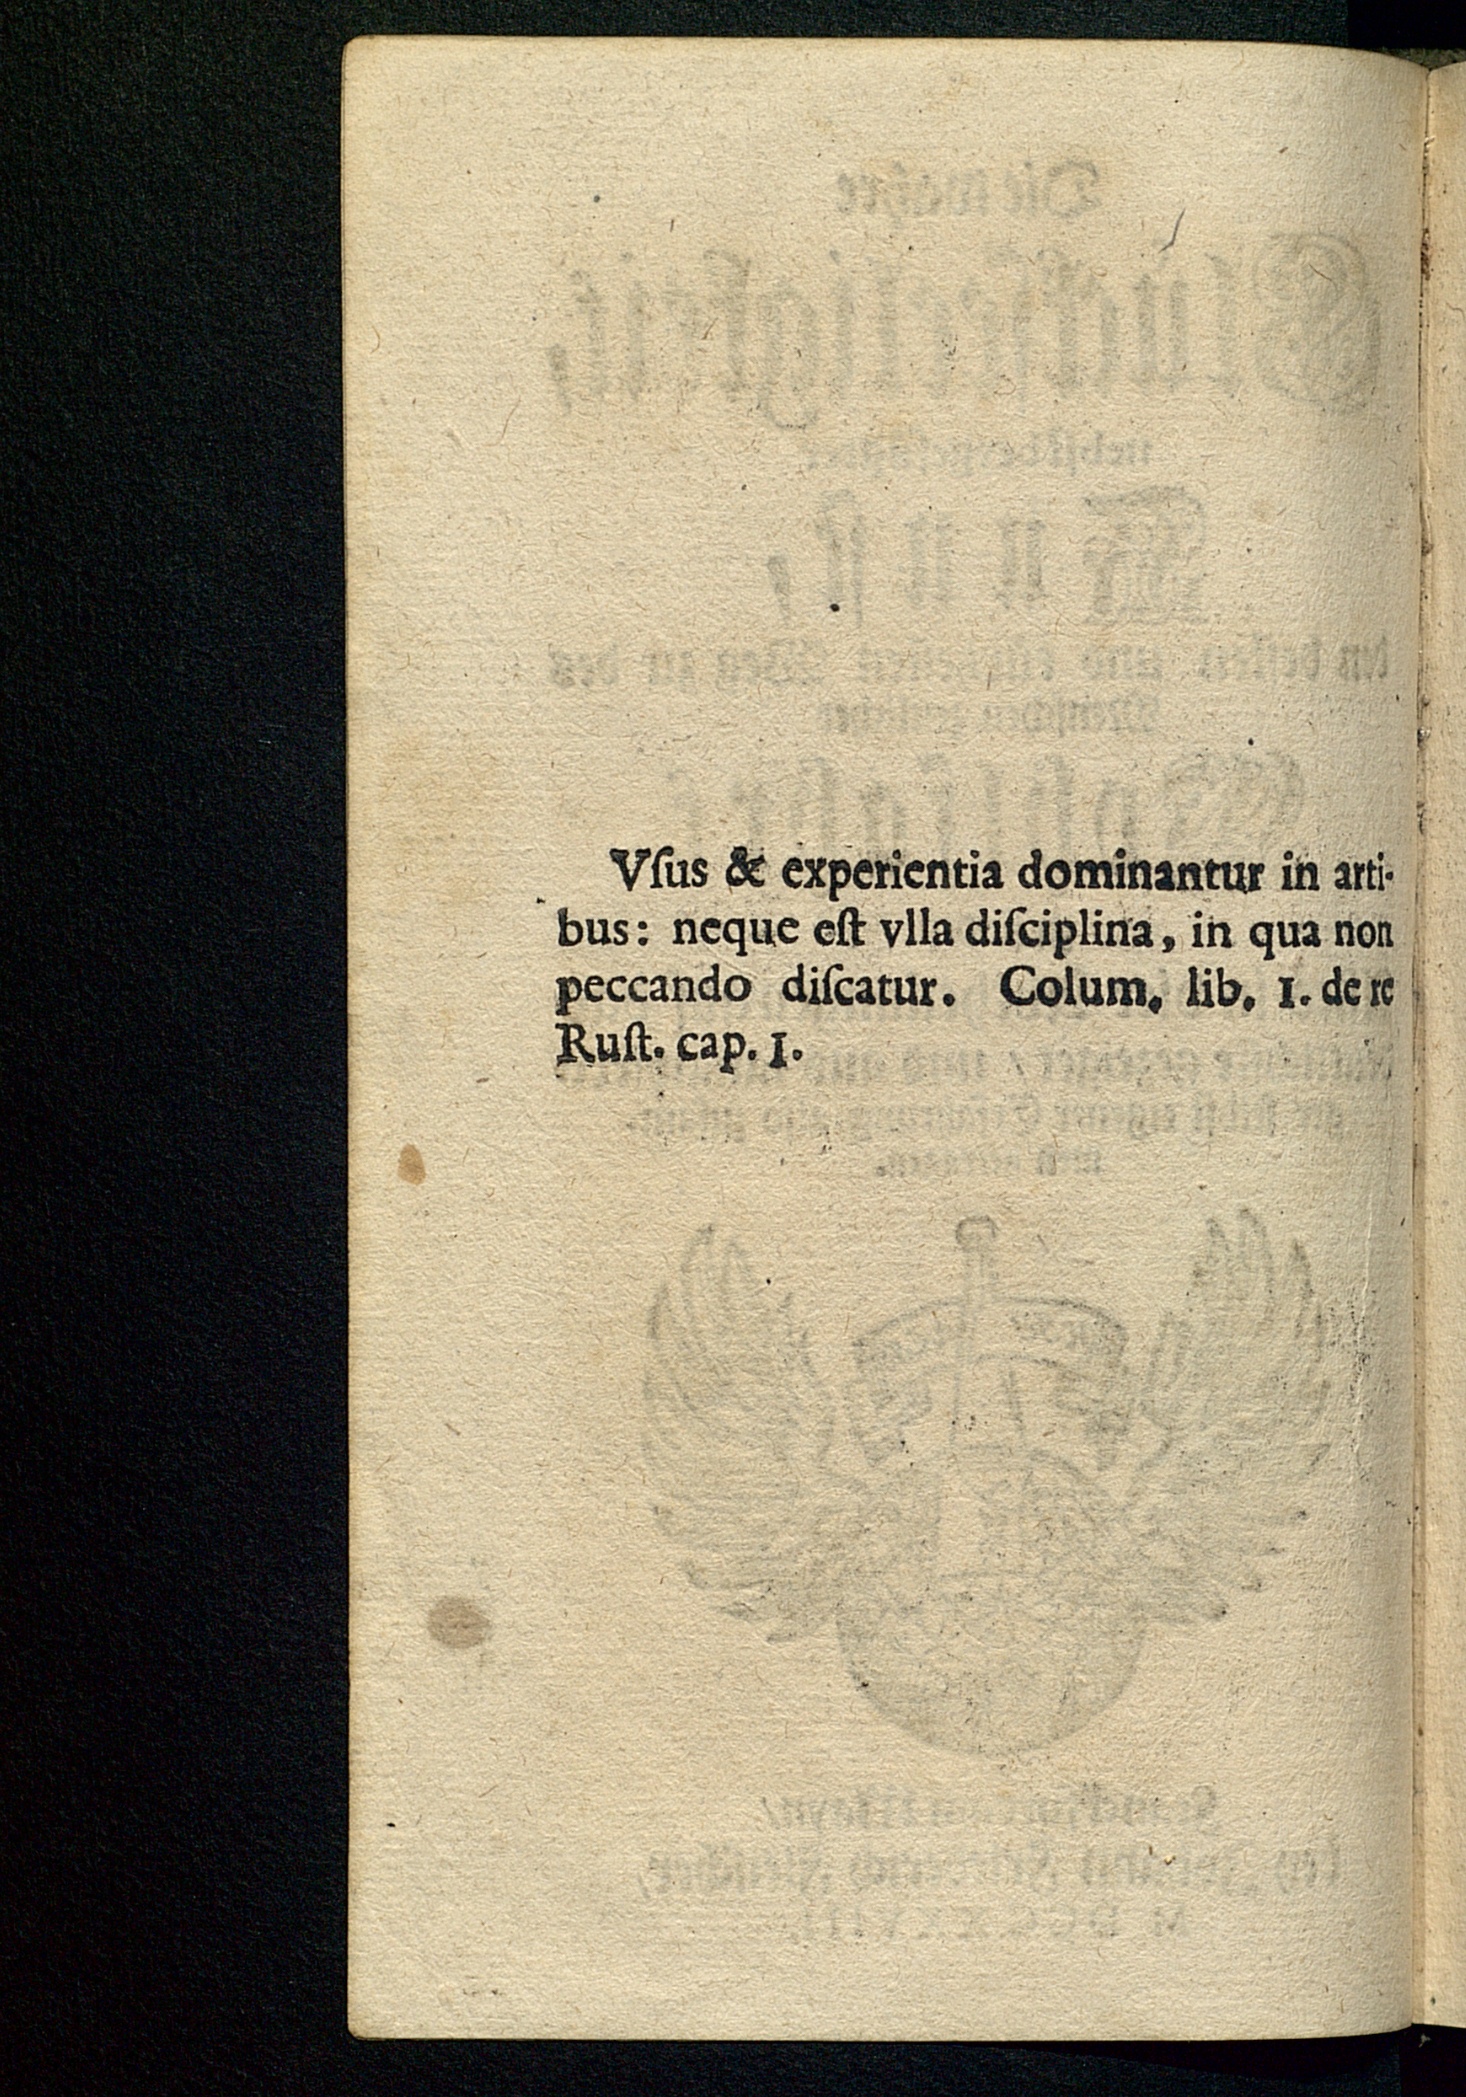 Vſus & experientia dominantur in arti-
bus: neque eſt vlla diſciplina, in qua non
peccando diſcatur. Colum. lib. 1. de re
Ruſt. cap. 1.